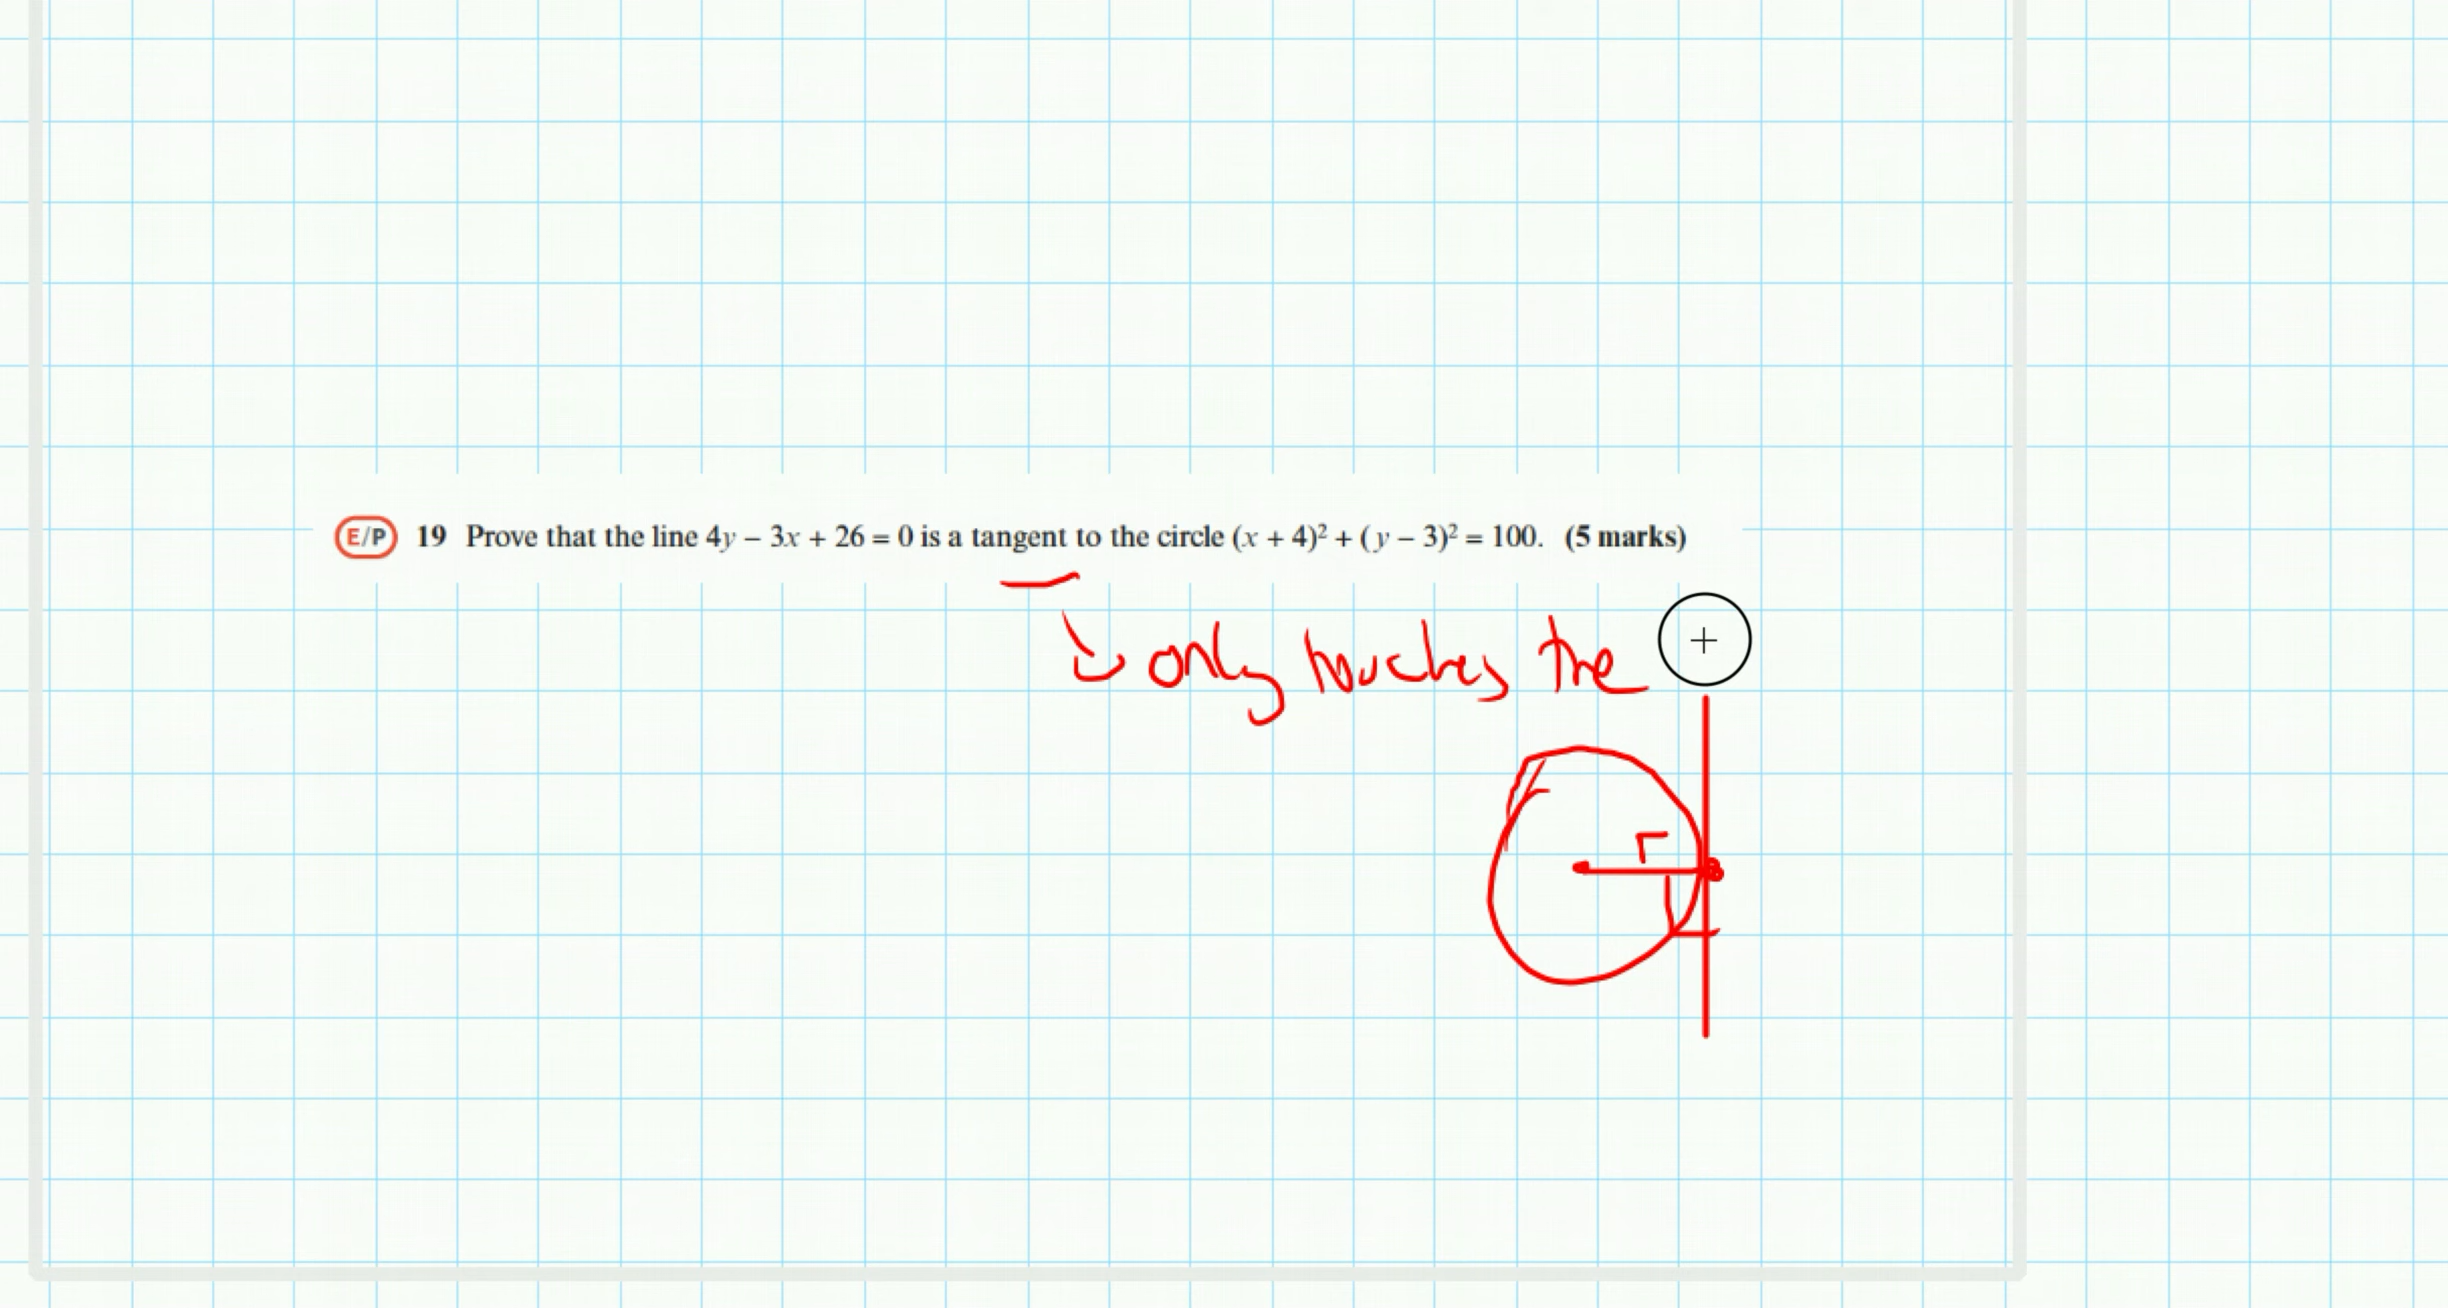 E/P 19 Prove that the line 4y – 3x + 26 = 0 is a tangent to the circle (x + 4)² + (y – 3)² = 100. (5 marks)
only touches the
r